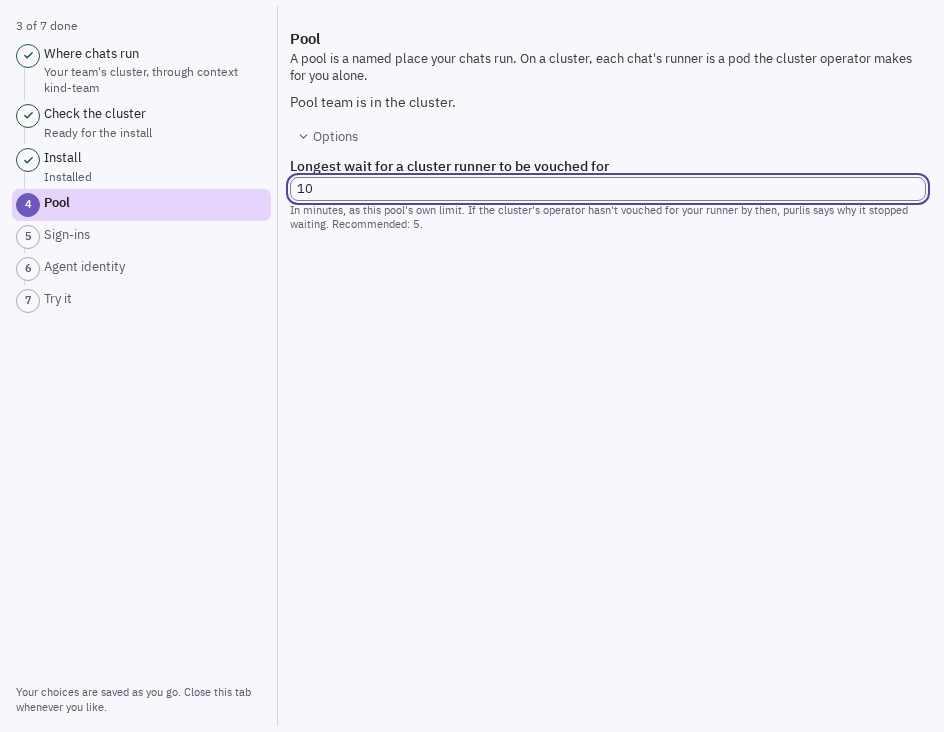 3 of 7 done
Where chats run
Your team's cluster, through context
kind-team
Check the cluster
Ready for the install
Install
Installed
4
Pool
5
Sign-ins
6
Agent identity
7
Try it
Your choices are saved as you go. Close this tab
whenever you like.
Pool
A pool is a named place your chats run. On a cluster, each chat's runner is a pod the cluster operator makes
for you alone.
Pool team is in the cluster.
Options
Longest wait for a cluster runner to be vouched for
10
In minutes, as this pool's own limit. If the cluster's operator hasn't vouched for your runner by then, purlis says why it stopped
waiting. Recommended: 5.